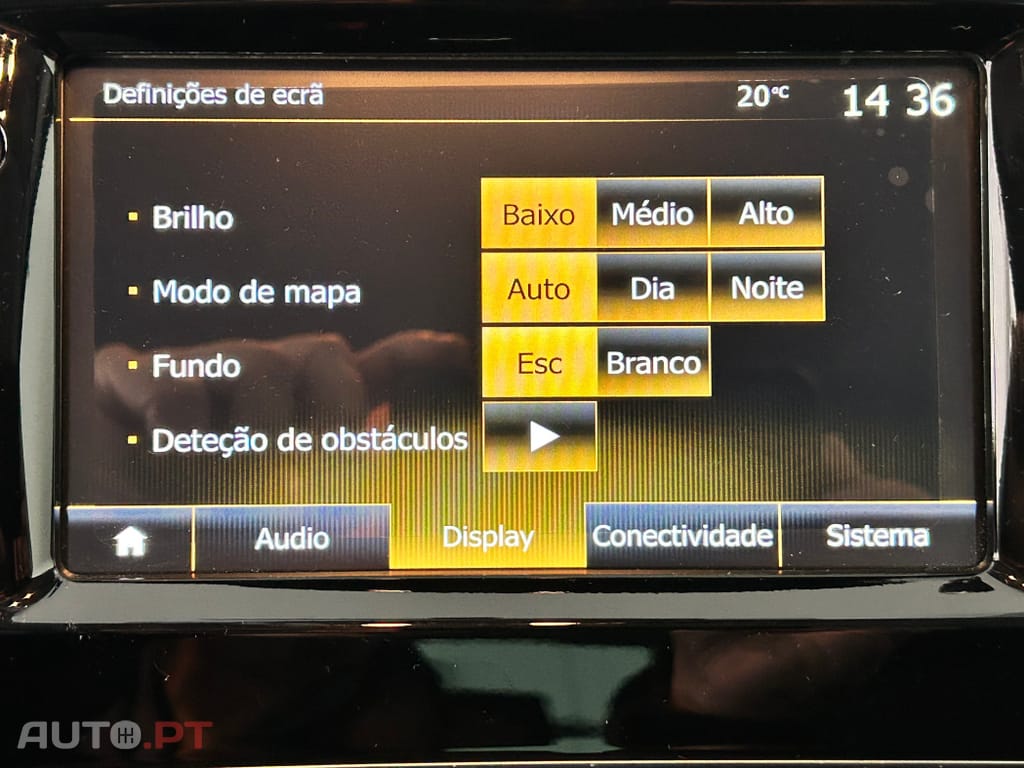 Definições de ecrã 20°C 14 36
Brilho Baixo Médio Alto
Modo de mapa Auto Dia Noite
Fundo Esc Branco
Deteção de obstáculos
Audio Display Conectividade Sistema
AUTO.PT